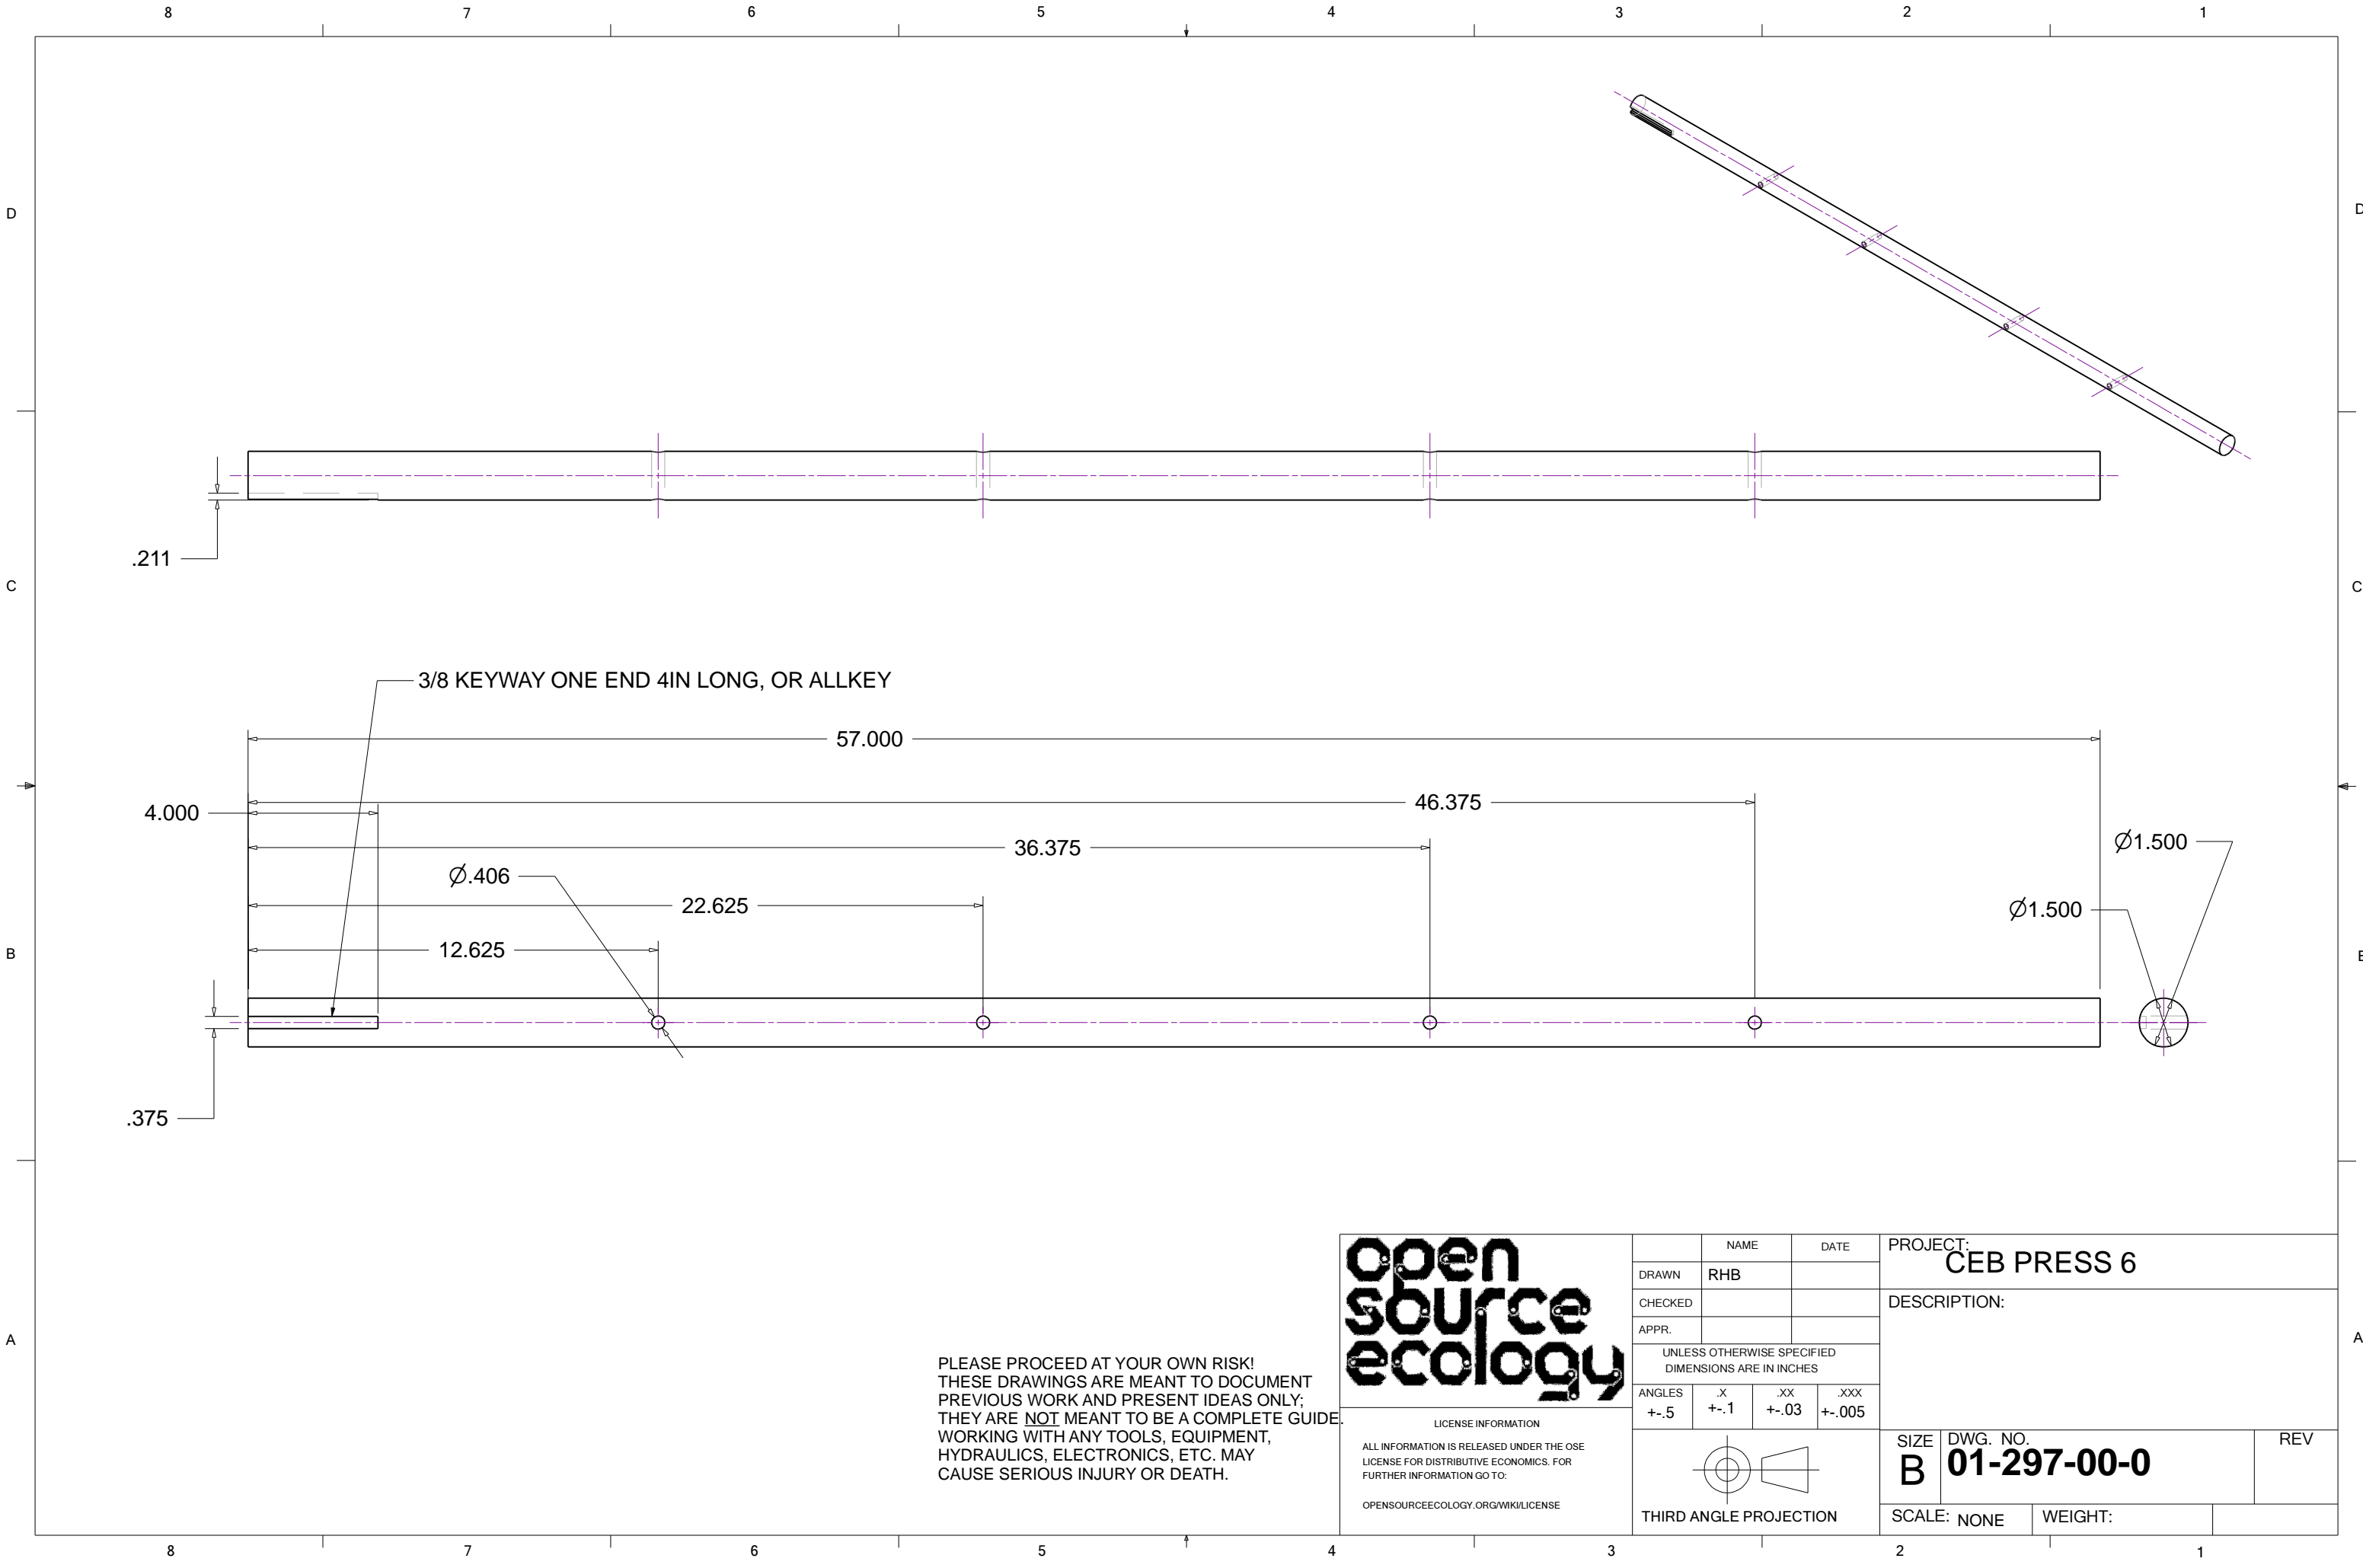 8 7 6 5 4 3 2 1
D D
.211
C C
3/8 KEYWAY ONE END 4IN LONG, OR ALLKEY
57.000
46.375
4.000
Ø1.500
36.375
Ø.406
22.625
Ø1.500
12.625
B
.375
open
source
ecology
NAME DATE
DRAWN RHB
CHECKED
APPR.
UNLESS OTHERWISE SPECIFIED
DIMENSIONS ARE IN INCHES
ANGLES .X .XX .XXX
+-.5 +-.1 +-.03 +-.005
THIRD ANGLE PROJECTION
PROJECT:
CEB PRESS 6
DESCRIPTION:
SIZE DWG. NO. REV
B 01-297-00-0
SCALE: NONE WEIGHT:
A A
PLEASE PROCEED AT YOUR OWN RISK!
THESE DRAWINGS ARE MEANT TO DOCUMENT
PREVIOUS WORK AND PRESENT IDEAS ONLY;
THEY ARE NOT MEANT TO BE A COMPLETE GUIDE.
WORKING WITH ANY TOOLS, EQUIPMENT,
HYDRAULICS, ELECTRONICS, ETC. MAY
CAUSE SERIOUS INJURY OR DEATH.
LICENSE INFORMATION
ALL INFORMATION IS RELEASED UNDER THE OSE
LICENSE FOR DISTRIBUTIVE ECONOMICS. FOR
FURTHER INFORMATION GO TO:
OPENSOURCEECOLOGY.ORG/WIKI/LICENSE
8 7 6 5 4 3 2 1